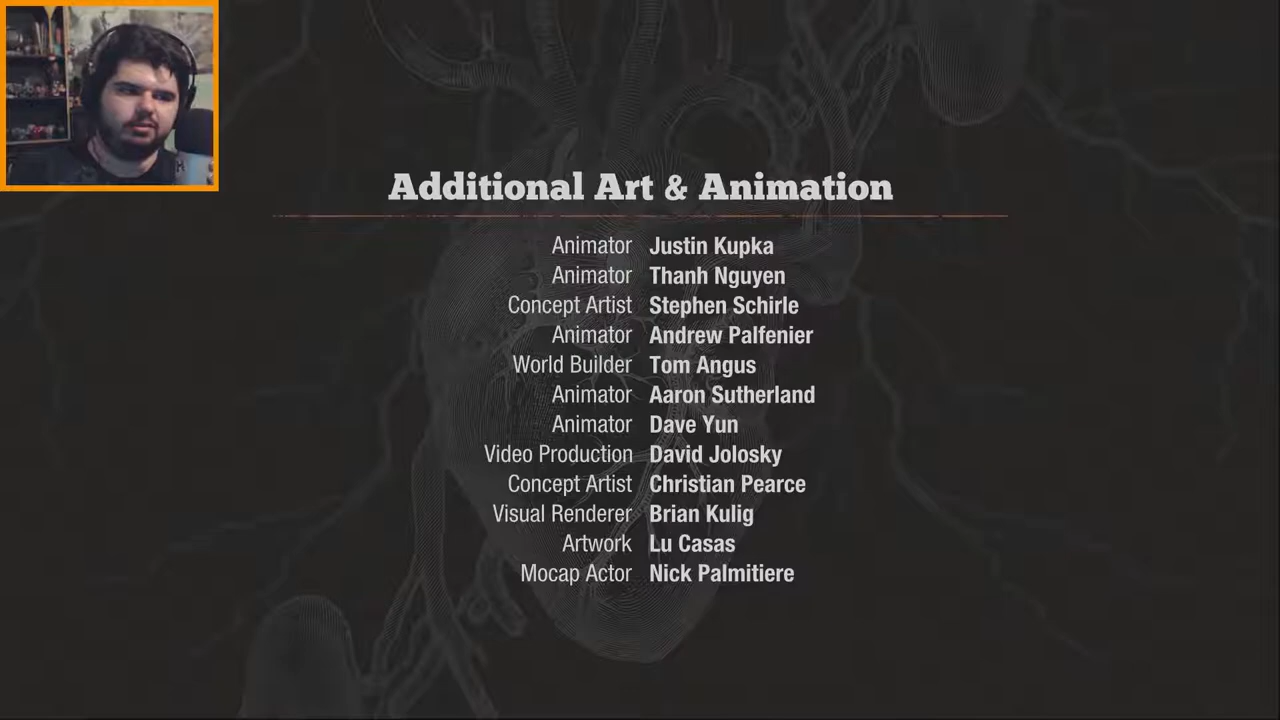 Additional Art & Animation
Animator Justin Kupka
Animator Thanh Nguyen
Concept Artist Stephen Schirle
Animator Andrew Palfenier
World Builder Tom Angus
Animator Aaron Sutherland
Animator Dave Yun
Video Production David Jolosky
Concept Artist Christian Pearce
Visual Renderer Brian Kulig
Artwork Lu Casas
Mocap Actor Nick Palmitiere